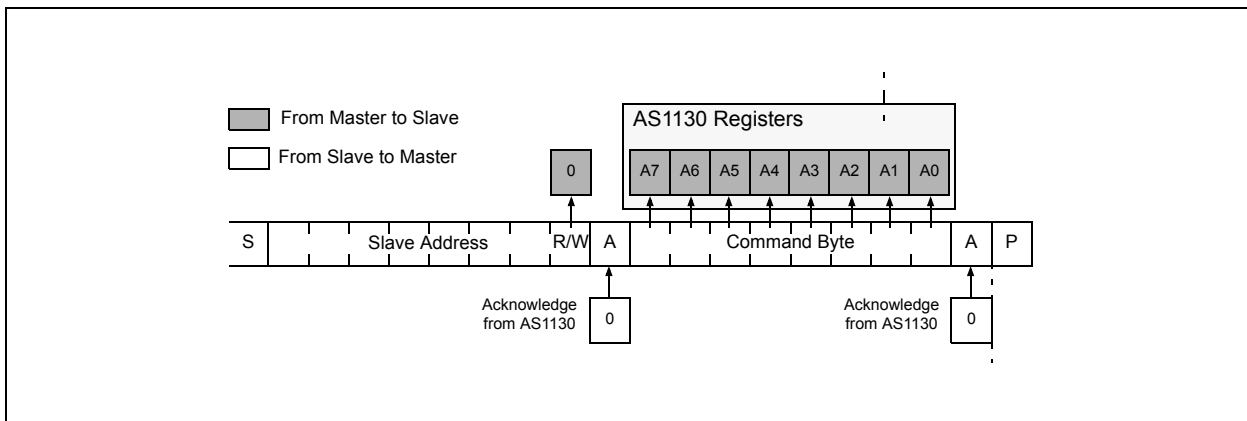 From Master to Slave
From Slave to Master
AS1130 Registers
0 A7 A6 A5 A4 A3 A2 A1 A0
S Slave Address R/W A Command Byte A P
Acknowledge from AS1130 0
Acknowledge from AS1130 0